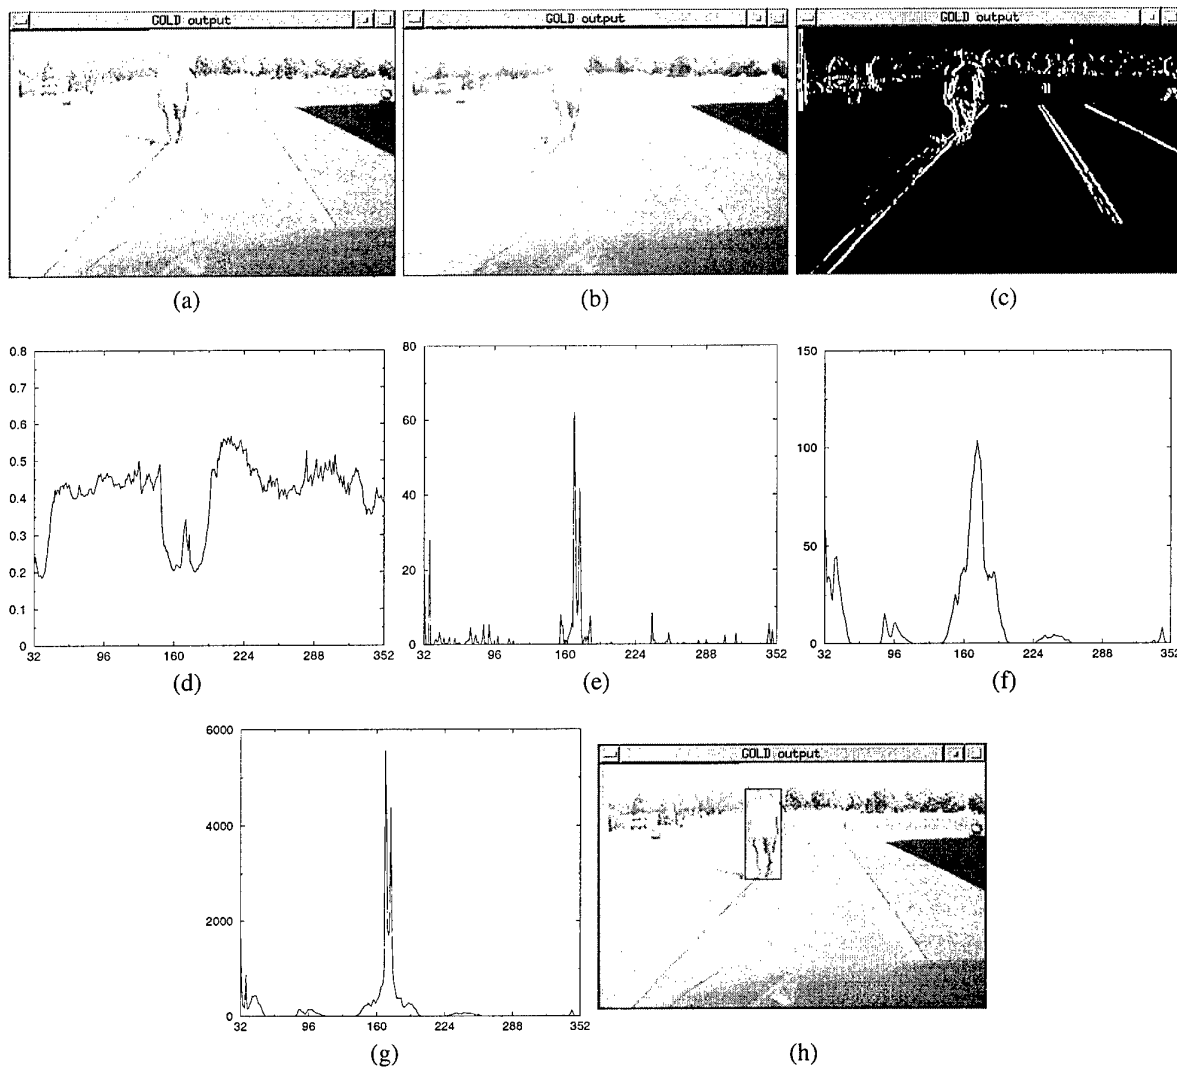 GOLD output
GOLD output
GOLD output
(a)
(b)
(c)
0.8
0.7
0.6
0.5
0.4
0.3
0.2
0.1
0
32 96 160 224 288 352
(d)
80
60
40
20
0
32 96 160 224 288 352
(e)
150
100
50
0
32 96 160 224 288 352
(f)
6000
4000
2000
0
32 96 160 224 288 352
(g)
GOLD output
(h)